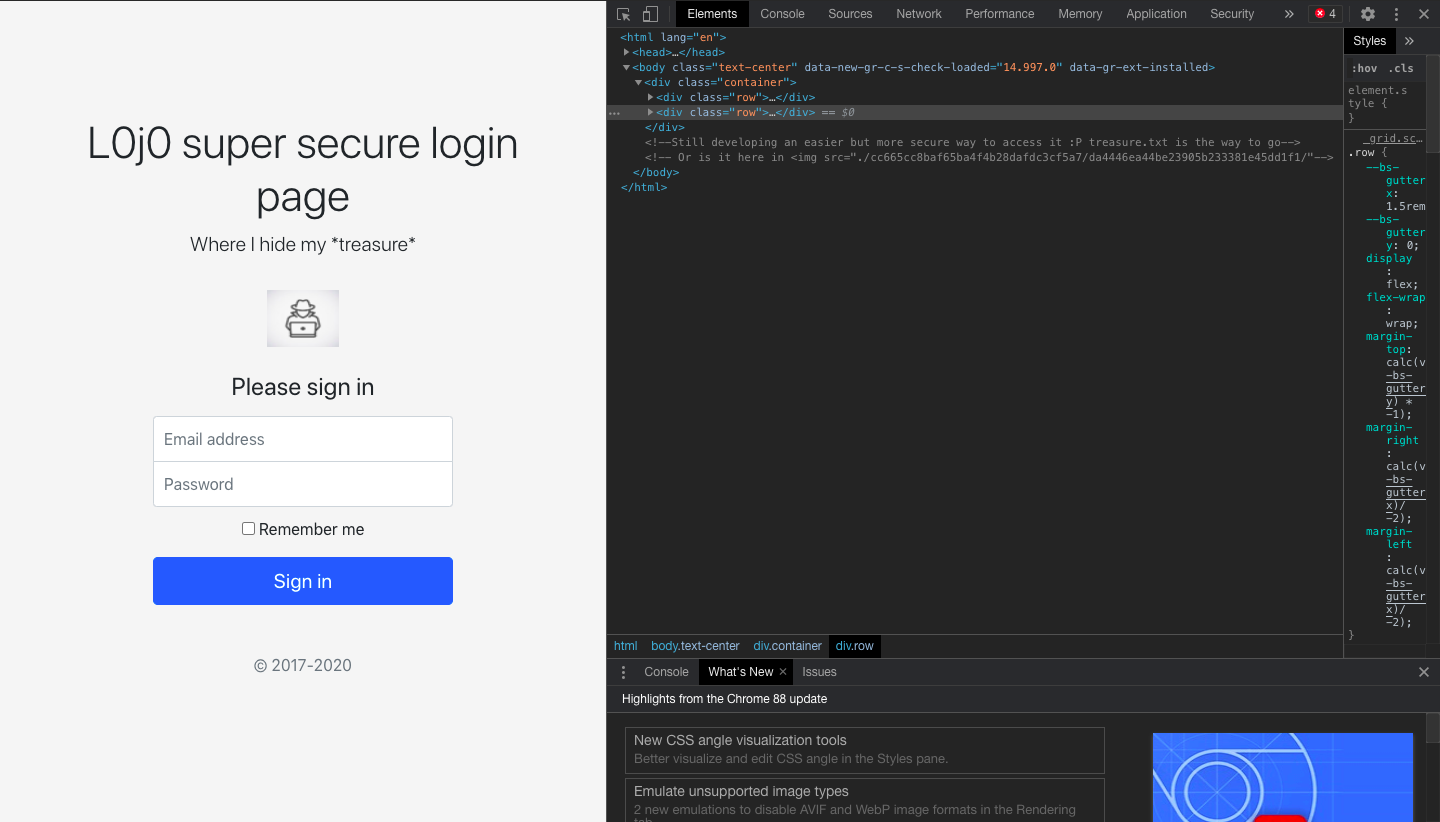 L0j0 super secure login
page
Where I hide my *treasure*
Please sign in
Email address
Password
Remember me
Sign in
© 2017-2020
Elements Console Sources Network Performance Memory Application Security » 4
<html lang="en">
<head>…</head>
<body class="text-center" data-new-gr-c-s-check-loaded="14.997.0" data-gr-ext-installed>
<div class="container">
<div class="row">…</div>
<div class="row">…</div> == $0
</div>
<!--Still developing an easier but more secure way to access it :P treasure.txt is the way to go-->
<!-- Or is it here in <img src="./cc665cc8baf65ba4f4b28dafdc3cf5a7/da4446ea44be23905b233381e45dd1f1/"-->
</body>
</html>
html body.text-center div.container div.row
Styles »
:hov .cls
element.s
tyle {
}
_grid.sc…
.row {
--bs-
gutter
x:
1.5rem
--bs-
gutter
y: 0;
display
:
flex;
flex-wrap
:
wrap;
margin-
top:
calc(v
-bs-
gutter
y) *
-1);
margin-
right
:
calc(v
-bs-
gutter
x)/
-2);
margin-
left
:
calc(v
-bs-
gutter
x)/
-2);
}
Console What's New × Issues
Highlights from the Chrome 88 update
New CSS angle visualization tools
Better visualize and edit CSS angle in the Styles pane.
Emulate unsupported image types
2 new emulations to disable AVIF and WebP image formats in the Rendering